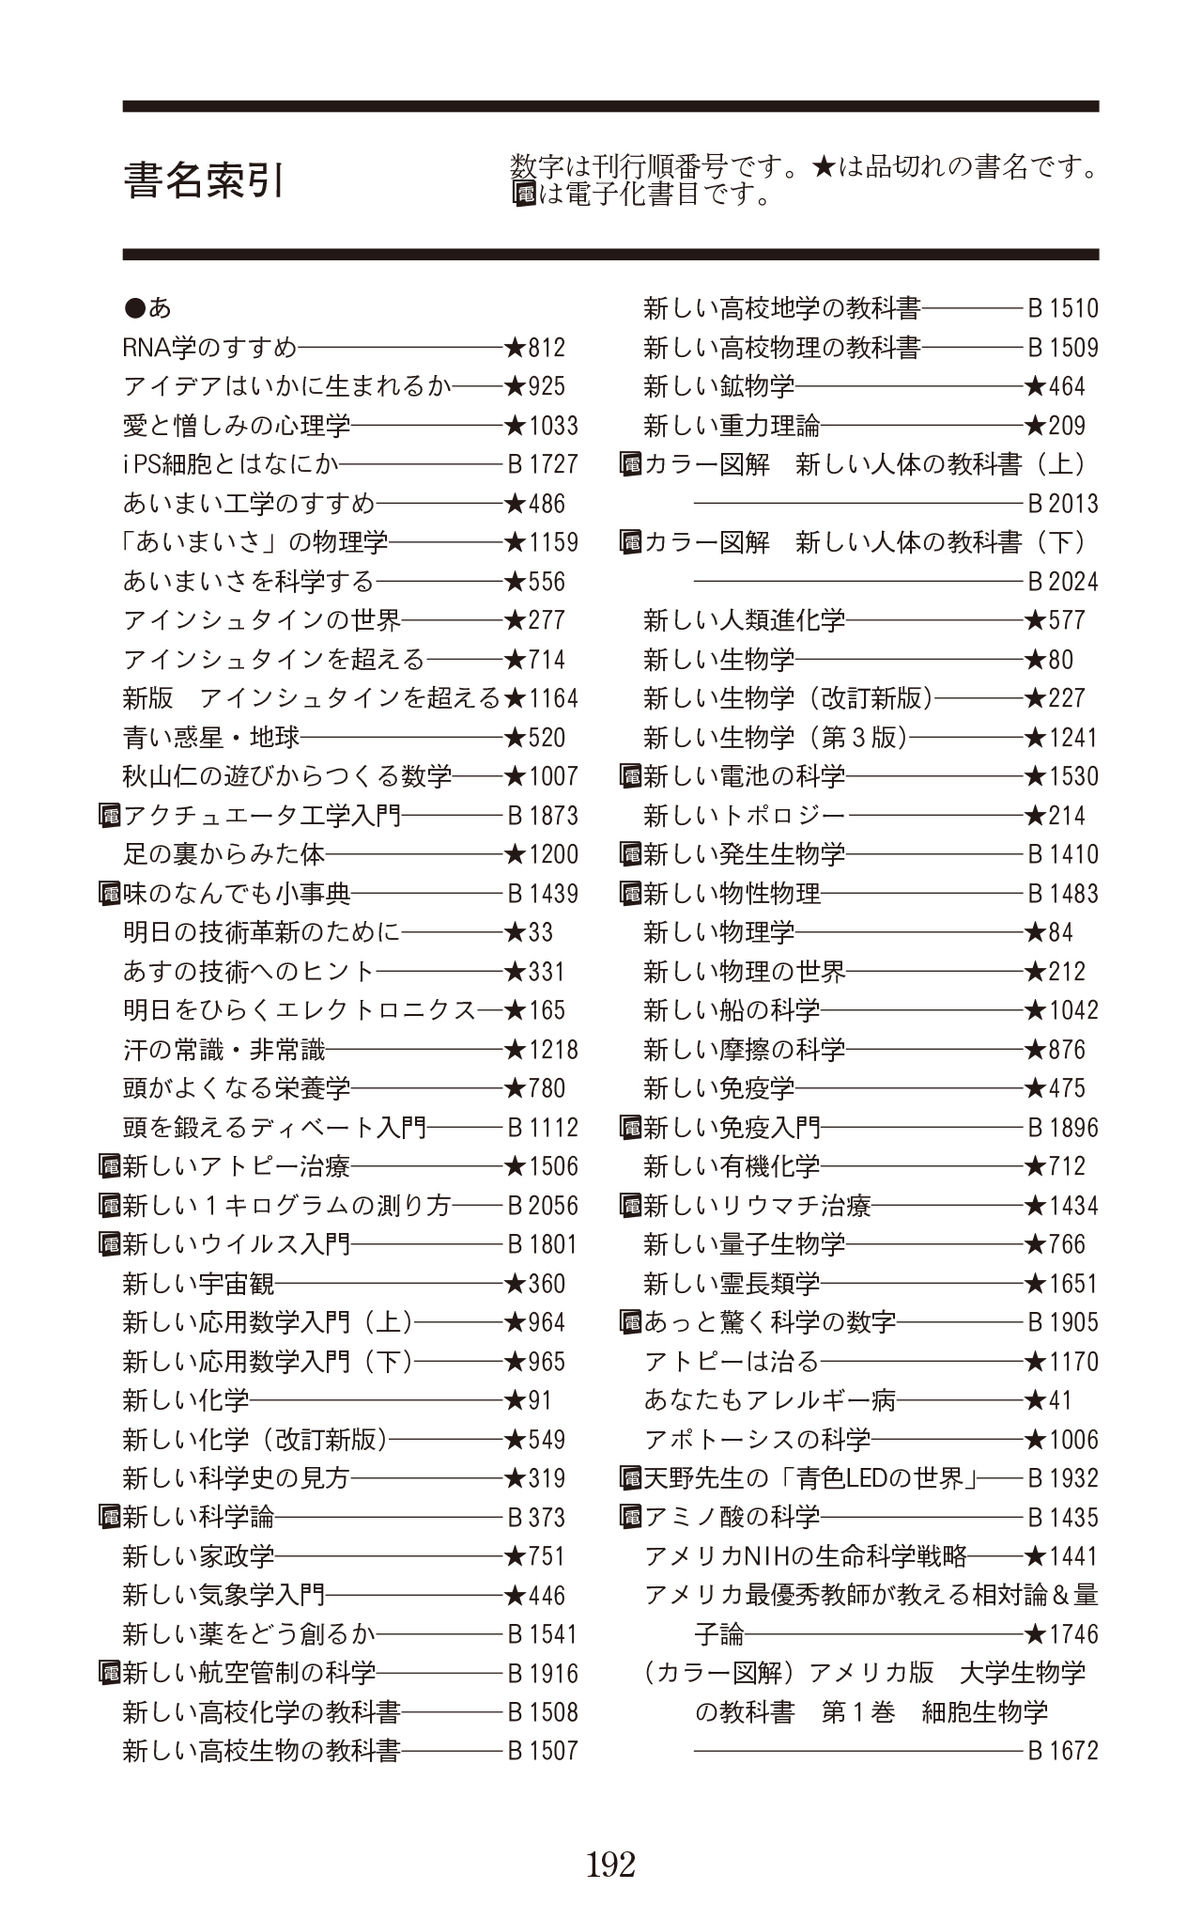 書名索引
数字は刊行順番号です。★は品切れの書名です。
電は電子化書目です。
●あ
RNA学のすすめ――――★812
アイデアはいかに生まれるか――★925
愛と憎しみの心理学――――★1033
iPS細胞とはなにか――――B1727
あいまい工学のすすめ――――★486
「あいまいさ」の物理学――――★1159
あいまいさを科学する――――★556
アインシュタインの世界――――★277
アインシュタインを超える――――★714
新版　アインシュタインを超える★1164
青い惑星・地球――――★520
秋山仁の遊びからつくる数学――★1007
電アクチュエータ工学入門――――B1873
足の裏からみた体――――★1200
電味のなんでも小事典――――B1439
明日の技術革新のために――――★33
あすの技術へのヒント――――★331
明日をひらくエレクトロニクス―★165
汗の常識・非常識――――★1218
頭がよくなる栄養学――――★780
頭を鍛えるディベート入門――――B1112
電新しいアトピー治療――――★1506
電新しい1キログラムの測り方――B2056
電新しいウイルス入門――――B1801
新しい宇宙観――――★360
新しい応用数学入門（上）――――★964
新しい応用数学入門（下）――――★965
新しい化学――――★91
新しい化学（改訂新版）――――★549
新しい科学史の見方――――★319
電新しい科学論――――B373
新しい家政学――――★751
新しい気象学入門――――★446
新しい薬をどう創るか――――B1541
電新しい航空管制の科学――――B1916
新しい高校化学の教科書――――B1508
新しい高校生物の教科書――――B1507
新しい高校地学の教科書――――B1510
新しい高校物理の教科書――――B1509
新しい鉱物学――――★464
新しい重力理論――――★209
電カラー図解　新しい人体の教科書（上）
――――B2013
電カラー図解　新しい人体の教科書（下）
――――B2024
新しい人類進化学――――★577
新しい生物学――――★80
新しい生物学（改訂新版）――――★227
新しい生物学（第3版）――――★1241
電新しい電池の科学――――★1530
新しいトポロジー――――★214
電新しい発生生物学――――B1410
電新しい物性物理――――B1483
新しい物理学――――★84
新しい物理の世界――――★212
新しい船の科学――――★1042
新しい摩擦の科学――――★876
新しい免疫学――――★475
電新しい免疫入門――――B1896
新しい有機化学――――★712
電新しいリウマチ治療――――★1434
新しい量子生物学――――★766
新しい霊長類学――――★1651
電あっと驚く科学の数字――――B1905
アトピーは治る――――★1170
あなたもアレルギー病――――★41
アポトーシスの科学――――★1006
電天野先生の「青色LEDの世界」――B1932
電アミノ酸の科学――――B1435
アメリカNIHの生命科学戦略――★1441
アメリカ最優秀教師が教える相対論＆量
子論――――★1746
（カラー図解）アメリカ版　大学生物学
の教科書　第1巻　細胞生物学
――――B1672
192